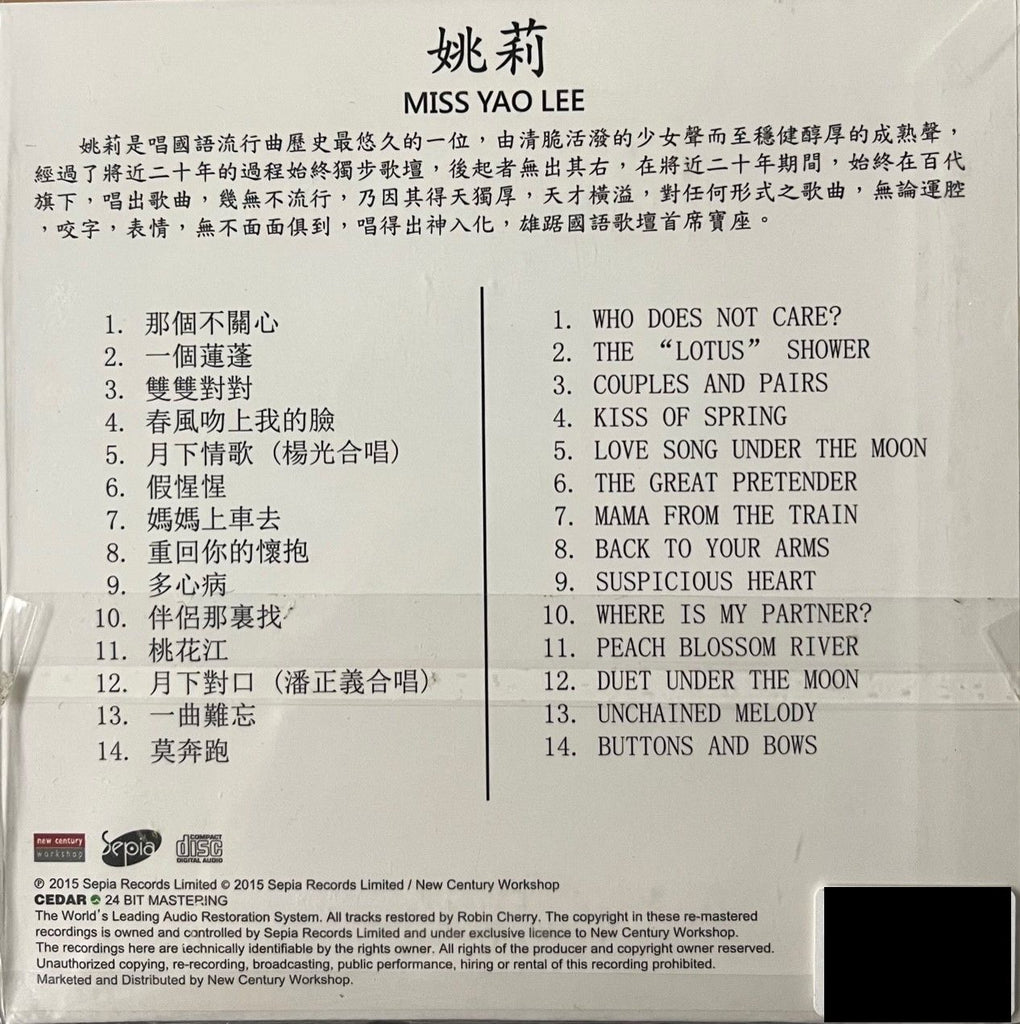 姚莉
MISS YAO LEE
姚莉是唱國語流行曲歷史最悠久的一位，由清脆活潑的少女聲而至穩健醇厚的成熟聲，
經過了將近二十年的過程始終獨步歌壇，後起者無出其右，在將近二十年期間，始終在百代
旗下，唱出歌曲，幾無不流行，乃因其得天獨厚，天才橫溢，對任何形式之歌曲，無論運腔
，咬字，表情，無不面面俱到，唱得出神入化，雄踞國語歌壇首席寶座。
1. 那個不關心
2. 一個蓮蓬
3. 雙雙對對
4. 春風吻上我的臉
5. 月下情歌（楊光合唱）
6. 假惺惺
7. 媽媽上車去
8. 重回你的懷抱
9. 多心病
10. 伴侶那裏找
11. 桃花江
12. 月下對口（潘正義合唱）
13. 一曲難忘
14. 莫奔跑
1. WHO DOES NOT CARE?
2. THE “LOTUS” SHOWER
3. COUPLES AND PAIRS
4. KISS OF SPRING
5. LOVE SONG UNDER THE MOON
6. THE GREAT PRETENDER
7. MAMA FROM THE TRAIN
8. BACK TO YOUR ARMS
9. SUSPICIOUS HEART
10. WHERE IS MY PARTNER?
11. PEACH BLOSSOM RIVER
12. DUET UNDER THE MOON
13. UNCHAINED MELODY
14. BUTTONS AND BOWS
new century
workshop
Sepia
COMPACT
disc
DIGITAL AUDIO
℗ 2015 Sepia Records Limited © 2015 Sepia Records Limited / New Century Workshop
CEDAR 24 BIT MASTERING
The World's Leading Audio Restoration System. All tracks restored by Robin Cherry. The copyright in these re-mastered
recordings is owned and controlled by Sepia Records Limited and under exclusive licence to New Century Workshop.
The recordings here are technically identifiable by the rights owner. All rights of the producer and copyright owner reserved.
Unauthorized copying, re-recording, broadcasting, public performance, hiring or rental of this recording prohibited.
Marketed and Distributed by New Century Workshop.